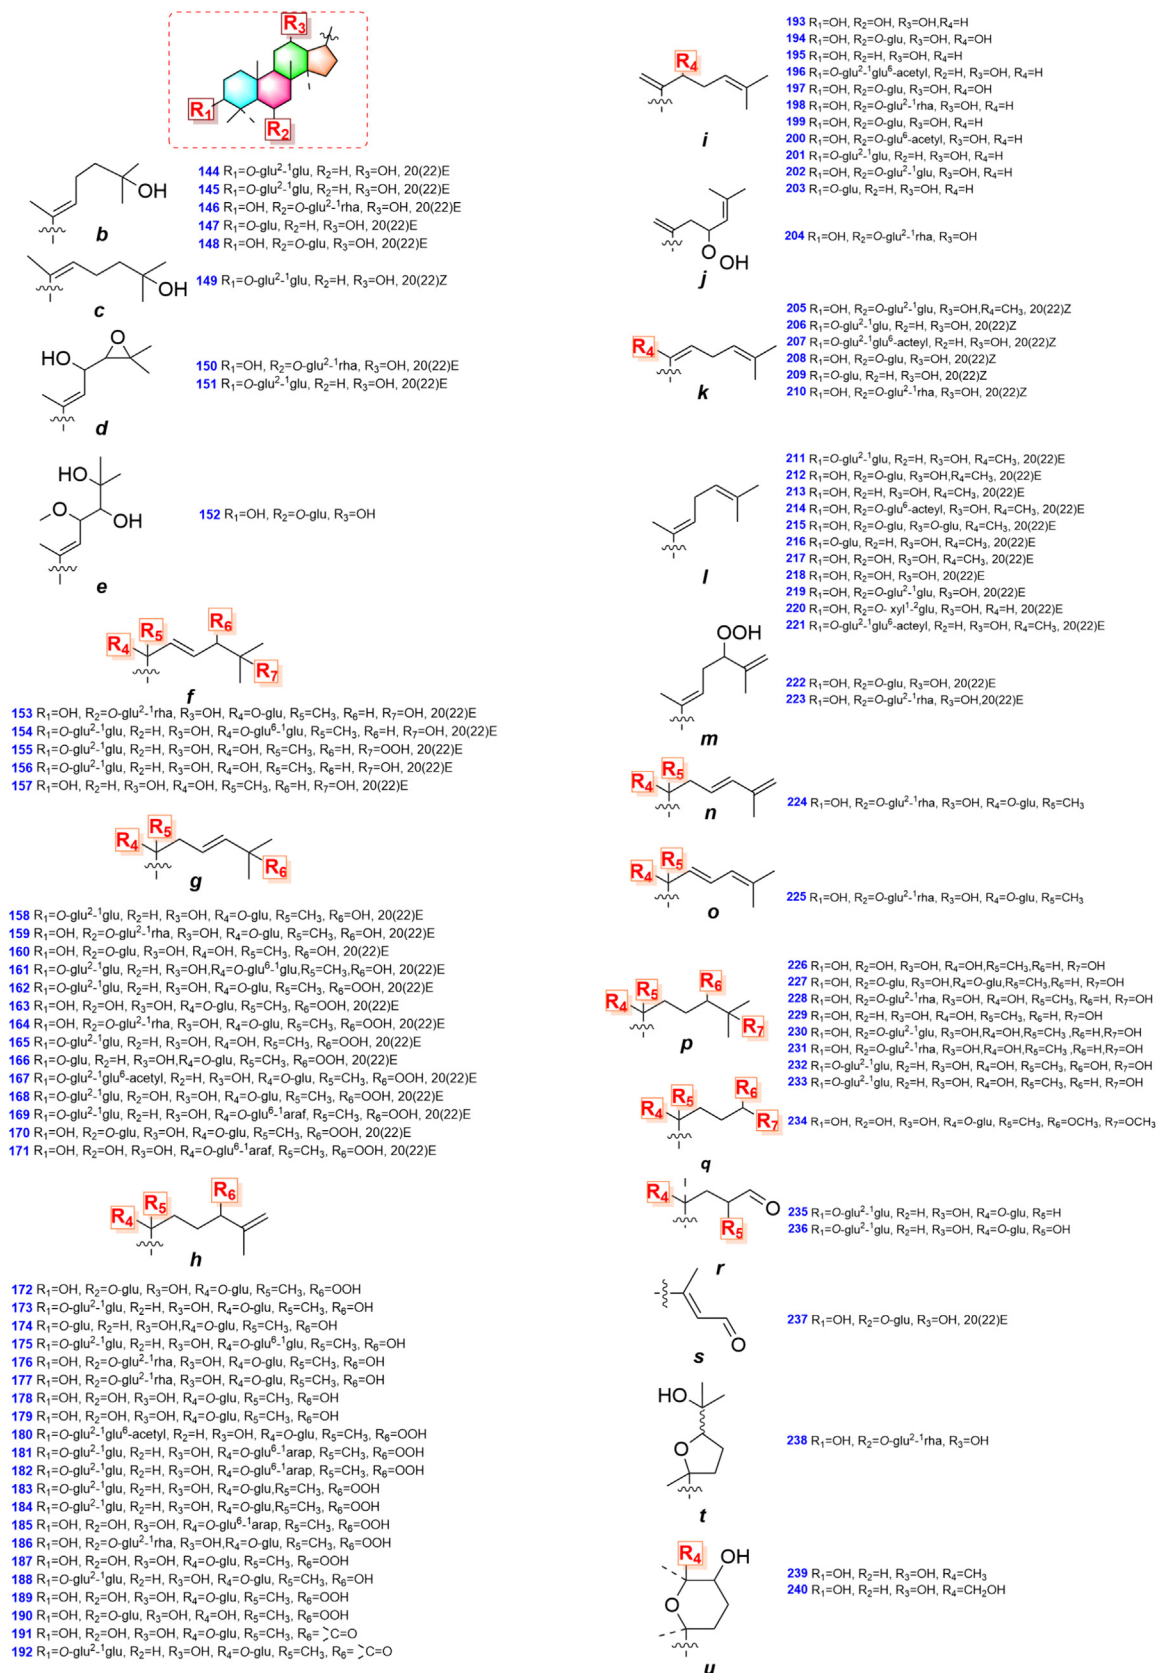 R₃
R₁
R₂
OH
b
144 R₁=O-glu²-¹glu, R₂=H, R₃=OH, 20(22)E
145 R₁=O-glu²-¹glu, R₂=H, R₃=OH, 20(22)E
146 R₁=OH, R₂=O-glu²-¹rha, R₃=OH, 20(22)E
147 R₁=O-glu, R₂=H, R₃=OH, 20(22)E
148 R₁=OH, R₂=O-glu, R₃=OH, 20(22)E
OH
c
149 R₁=O-glu²-¹glu, R₂=H, R₃=OH, 20(22)Z
O
HO
d
150 R₁=OH, R₂=O-glu²-¹rha, R₃=OH, 20(22)E
151 R₁=O-glu²-¹glu, R₂=H, R₃=OH, 20(22)E
HO
O
OH
e
152 R₁=OH, R₂=O-glu, R₃=OH
R₄ R₅ R₆ R₇
f
153 R₁=OH, R₂=O-glu²-¹rha, R₃=OH, R₄=O-glu, R₅=CH₃, R₆=H, R₇=OH, 20(22)E
154 R₁=O-glu²-¹glu, R₂=H, R₃=OH, R₄=O-glu⁶-¹glu, R₅=CH₃, R₆=H, R₇=OH, 20(22)E
155 R₁=O-glu²-¹glu, R₂=H, R₃=OH, R₄=OH, R₅=CH₃, R₆=H, R₇=OOH, 20(22)E
156 R₁=O-glu²-¹glu, R₂=H, R₃=OH, R₄=OH, R₅=CH₃, R₆=H, R₇=OH, 20(22)E
157 R₁=OH, R₂=H, R₃=OH, R₄=OH, R₅=CH₃, R₆=H, R₇=OH, 20(22)E
R₄ R₅ R₆
g
158 R₁=O-glu²-¹glu, R₂=H, R₃=OH, R₄=O-glu, R₅=CH₃, R₆=OH, 20(22)E
159 R₁=OH, R₂=O-glu²-¹rha, R₃=OH, R₄=O-glu, R₅=CH₃, R₆=OH, 20(22)E
160 R₁=OH, R₂=O-glu, R₃=OH, R₄=OH, R₅=CH₃, R₆=OH, 20(22)E
161 R₁=O-glu²-¹glu, R₂=H, R₃=OH,R₄=O-glu⁶-¹glu,R₅=CH₃,R₆=OH, 20(22)E
162 R₁=O-glu²-¹glu, R₂=H, R₃=OH, R₄=O-glu, R₅=CH₃, R₆=OOH, 20(22)E
163 R₁=OH, R₂=OH, R₃=OH, R₄=O-glu, R₅=CH₃, R₆=OOH, 20(22)E
164 R₁=OH, R₂=O-glu²-¹rha, R₃=OH, R₄=O-glu, R₅=CH₃, R₆=OOH, 20(22)E
165 R₁=O-glu²-¹glu, R₂=H, R₃=OH, R₄=OH, R₅=CH₃, R₆=OOH, 20(22)E
166 R₁=O-glu, R₂=H, R₃=OH,R₄=O-glu, R₅=CH₃, R₆=OOH, 20(22)E
167 R₁=O-glu²-¹glu⁶-acetyl, R₂=H, R₃=OH, R₄=O-glu, R₅=CH₃, R₆=OOH, 20(22)E
168 R₁=O-glu²-¹glu, R₂=OH, R₃=OH, R₄=O-glu, R₅=CH₃, R₆=OOH, 20(22)E
169 R₁=O-glu²-¹glu, R₂=H, R₃=OH, R₄=O-glu⁶-¹araf, R₅=CH₃, R₆=OOH, 20(22)E
170 R₁=OH, R₂=O-glu, R₃=OH, R₄=O-glu, R₅=CH₃, R₆=OOH, 20(22)E
171 R₁=OH, R₂=OH, R₃=OH, R₄=O-glu⁶-¹araf, R₅=CH₃, R₆=OOH, 20(22)E
R₄ R₅ R₆
h
172 R₁=OH, R₂=O-glu, R₃=OH, R₄=O-glu, R₅=CH₃, R₆=OOH
173 R₁=O-glu²-¹glu, R₂=H, R₃=OH, R₄=O-glu, R₅=CH₃, R₆=OH
174 R₁=O-glu, R₂=H, R₃=OH,R₄=O-glu, R₅=CH₃, R₆=OH
175 R₁=O-glu²-¹glu, R₂=H, R₃=OH, R₄=O-glu⁶-¹glu, R₅=CH₃, R₆=OH
176 R₁=OH, R₂=O-glu²-¹rha, R₃=OH, R₄=O-glu, R₅=CH₃, R₆=OH
177 R₁=OH, R₂=O-glu²-¹rha, R₃=OH, R₄=O-glu, R₅=CH₃, R₆=OH
178 R₁=OH, R₂=OH, R₃=OH, R₄=O-glu, R₅=CH₃, R₆=OH
179 R₁=OH, R₂=OH, R₃=OH, R₄=O-glu, R₅=CH₃, R₆=OH
180 R₁=O-glu²-¹glu⁶-acetyl, R₂=H, R₃=OH, R₄=O-glu, R₅=CH₃, R₆=OOH
181 R₁=O-glu²-¹glu, R₂=H, R₃=OH, R₄=O-glu⁶-¹arap, R₅=CH₃, R₆=OOH
182 R₁=O-glu²-¹glu, R₂=H, R₃=OH, R₄=O-glu⁶-¹arap, R₅=CH₃, R₆=OOH
183 R₁=O-glu²-¹glu, R₂=H, R₃=OH, R₄=O-glu,R₅=CH₃, R₆=OOH
184 R₁=O-glu²-¹glu, R₂=H, R₃=OH, R₄=O-glu,R₅=CH₃, R₆=OOH
185 R₁=OH, R₂=OH, R₃=OH, R₄=O-glu⁶-¹arap, R₅=CH₃, R₆=OOH
186 R₁=OH, R₂=O-glu²-¹rha, R₃=OH,R₄=O-glu, R₅=CH₃, R₆=OOH
187 R₁=OH, R₂=OH, R₃=OH, R₄=O-glu, R₅=CH₃, R₆=OOH
188 R₁=O-glu²-¹glu, R₂=H, R₃=OH, R₄=O-glu, R₅=CH₃, R₆=OH
189 R₁=OH, R₂=OH, R₃=OH, R₄=O-glu, R₅=CH₃, R₆=OOH
190 R₁=OH, R₂=O-glu, R₃=OH, R₄=OH, R₅=CH₃, R₆=OOH
191 R₁=OH, R₂=OH, R₃=OH, R₄=O-glu, R₅=CH₃, R₆= C=O
192 R₁=O-glu²-¹glu, R₂=H, R₃=OH, R₄=O-glu, R₅=CH₃, R₆= C=O
R₄
i
193 R₁=OH, R₂=OH, R₃=OH,R₄=H
194 R₁=OH, R₂=O-glu, R₃=OH, R₄=OH
195 R₁=OH, R₂=H, R₃=OH, R₄=H
196 R₁=O-glu²-¹glu⁶-acetyl, R₂=H, R₃=OH, R₄=H
197 R₁=OH, R₂=O-glu, R₃=OH, R₄=OH
198 R₁=OH, R₂=O-glu²-¹rha, R₃=OH, R₄=H
199 R₁=OH, R₂=O-glu, R₃=OH, R₄=H
200 R₁=OH, R₂=O-glu⁶-acetyl, R₃=OH, R₄=H
201 R₁=O-glu²-¹glu, R₂=H, R₃=OH, R₄=H
202 R₁=OH, R₂=O-glu²-¹glu, R₃=OH, R₄=H
203 R₁=O-glu, R₂=H, R₃=OH, R₄=H
O
OH
j
204 R₁=OH, R₂=O-glu²-¹rha, R₃=OH
R₄
k
205 R₁=OH, R₂=O-glu²-¹glu, R₃=OH,R₄=CH₃, 20(22)Z
206 R₁=O-glu²-¹glu, R₂=H, R₃=OH, 20(22)Z
207 R₁=O-glu²-¹glu⁶-acteyl, R₂=H, R₃=OH, 20(22)Z
208 R₁=OH, R₂=O-glu, R₃=OH, 20(22)Z
209 R₁=O-glu, R₂=H, R₃=OH, 20(22)Z
210 R₁=OH, R₂=O-glu²-¹rha, R₃=OH, 20(22)Z
l
211 R₁=O-glu²-¹glu, R₂=H, R₃=OH, R₄=CH₃, 20(22)E
212 R₁=OH, R₂=O-glu, R₃=OH,R₄=CH₃, 20(22)E
213 R₁=OH, R₂=H, R₃=OH, R₄=CH₃, 20(22)E
214 R₁=OH, R₂=O-glu⁶-acteyl, R₃=OH, R₄=CH₃, 20(22)E
215 R₁=OH, R₂=O-glu, R₃=O-glu, R₄=CH₃, 20(22)E
216 R₁=O-glu, R₂=H, R₃=OH, R₄=CH₃, 20(22)E
217 R₁=OH, R₂=OH, R₃=OH, R₄=CH₃, 20(22)E
218 R₁=OH, R₂=OH, R₃=OH, 20(22)E
219 R₁=OH, R₂=O-glu²-¹glu, R₃=OH, 20(22)E
220 R₁=OH, R₂=O- xyl¹-²glu, R₃=OH, R₄=H, 20(22)E
221 R₁=O-glu²-¹glu⁶-acteyl, R₂=H, R₃=OH, R₄=CH₃, 20(22)E
OOH
m
222 R₁=OH, R₂=O-glu, R₃=OH, 20(22)E
223 R₁=OH, R₂=O-glu²-¹rha, R₃=OH,20(22)E
R₄ R₅
n
224 R₁=OH, R₂=O-glu²-¹rha, R₃=OH, R₄=O-glu, R₅=CH₃
R₄ R₅
o
225 R₁=OH, R₂=O-glu²-¹rha, R₃=OH, R₄=O-glu, R₅=CH₃
R₄ R₅ R₆ R₇
p
226 R₁=OH, R₂=OH, R₃=OH, R₄=OH,R₅=CH₃,R₆=H, R₇=OH
227 R₁=OH, R₂=O-glu, R₃=OH,R₄=O-glu,R₅=CH₃,R₆=H, R₇=OH
228 R₁=OH, R₂=O-glu²-¹rha, R₃=OH, R₄=OH, R₅=CH₃, R₆=H, R₇=OH
229 R₁=OH, R₂=H, R₃=OH, R₄=OH, R₅=CH₃, R₆=H, R₇=OH
230 R₁=OH, R₂=O-glu²-¹glu, R₃=OH,R₄=OH,R₅=CH₃ ,R₆=H,R₇=OH
231 R₁=OH, R₂=O-glu²-¹rha, R₃=OH,R₄=OH,R₅=CH₃ ,R₆=H,R₇=OH
232 R₁=O-glu²-¹glu, R₂=H, R₃=OH, R₄=OH, R₅=CH₃, R₆=OH, R₇=OH
233 R₁=O-glu²-¹glu, R₂=H, R₃=OH, R₄=OH, R₅=CH₃, R₆=H, R₇=OH
R₄ R₅ R₆ R₇
q
234 R₁=OH, R₂=OH, R₃=OH, R₄=O-glu, R₅=CH₃, R₆=OCH₃, R₇=OCH₃
R₄ R₅ O
r
235 R₁=O-glu²-¹glu, R₂=H, R₃=OH, R₄=O-glu, R₅=H
236 R₁=O-glu²-¹glu, R₂=H, R₃=OH, R₄=O-glu, R₅=OH
O
s
237 R₁=OH, R₂=O-glu, R₃=OH, 20(22)E
HO
O
t
238 R₁=OH, R₂=O-glu²-¹rha, R₃=OH
R₄ OH
O
u
239 R₁=OH, R₂=H, R₃=OH, R₄=CH₃
240 R₁=OH, R₂=H, R₃=OH, R₄=CH₂OH